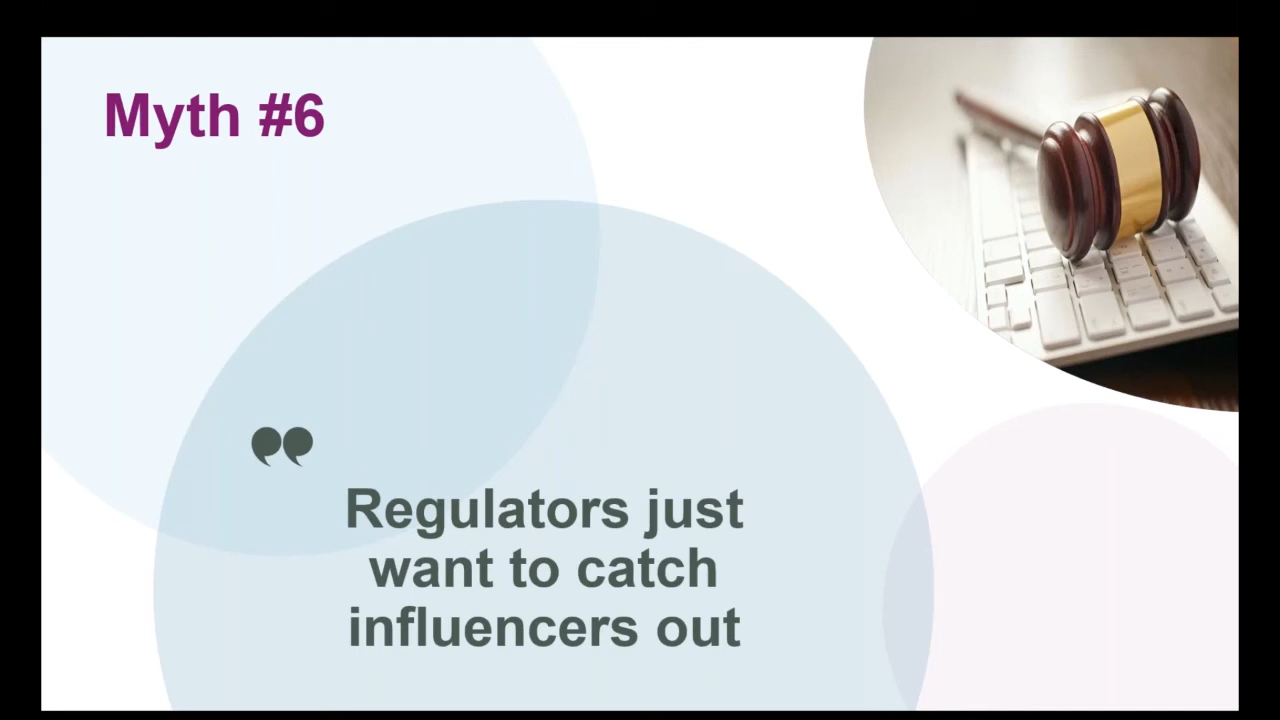 Myth #6
❟❟
Regulators just
want to catch
influencers out